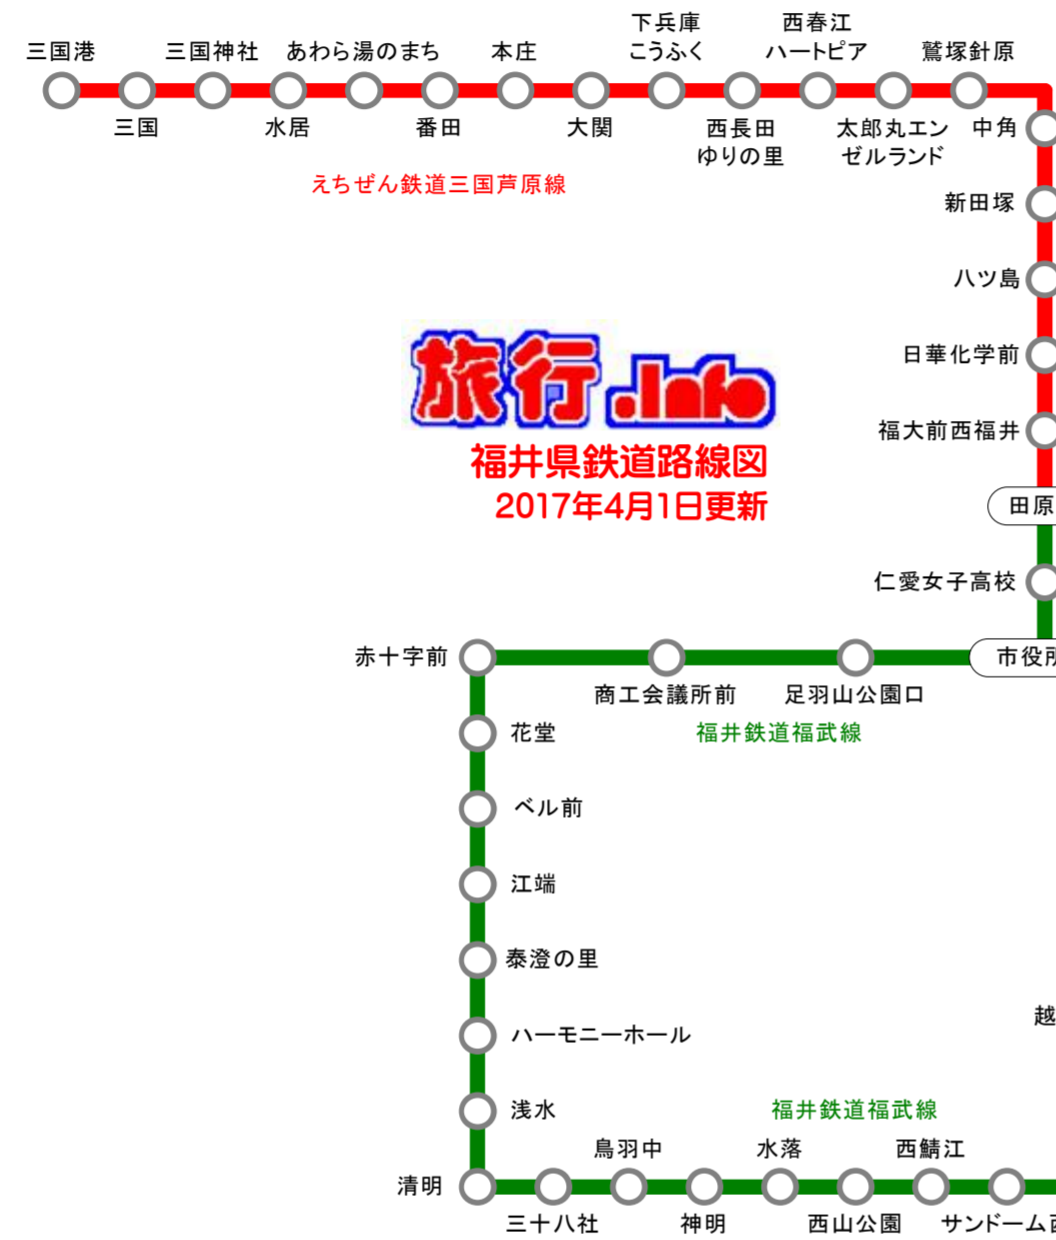 下兵庫
こうふく
西春江
ハートピア
三国港
三国神社
あわら湯のまち
本庄
鷲塚針原
三国
水居
番田
大関
西長田
ゆりの里
太郎丸エン
ゼルランド
中角
えちぜん鉄道三国芦原線
新田塚
八ツ島
旅行.Info
日華化学前
福大前西福井
福井県鉄道路線図
2017年4月1日更新
田原
仁愛女子高校
赤十字前
市役所
商工会議所前
足羽山公園口
花堂
福井鉄道福武線
ベル前
江端
泰澄の里
越
ハーモニーホール
浅水
福井鉄道福武線
鳥羽中
水落
西鯖江
清明
三十八社
神明
西山公園
サンドーム西